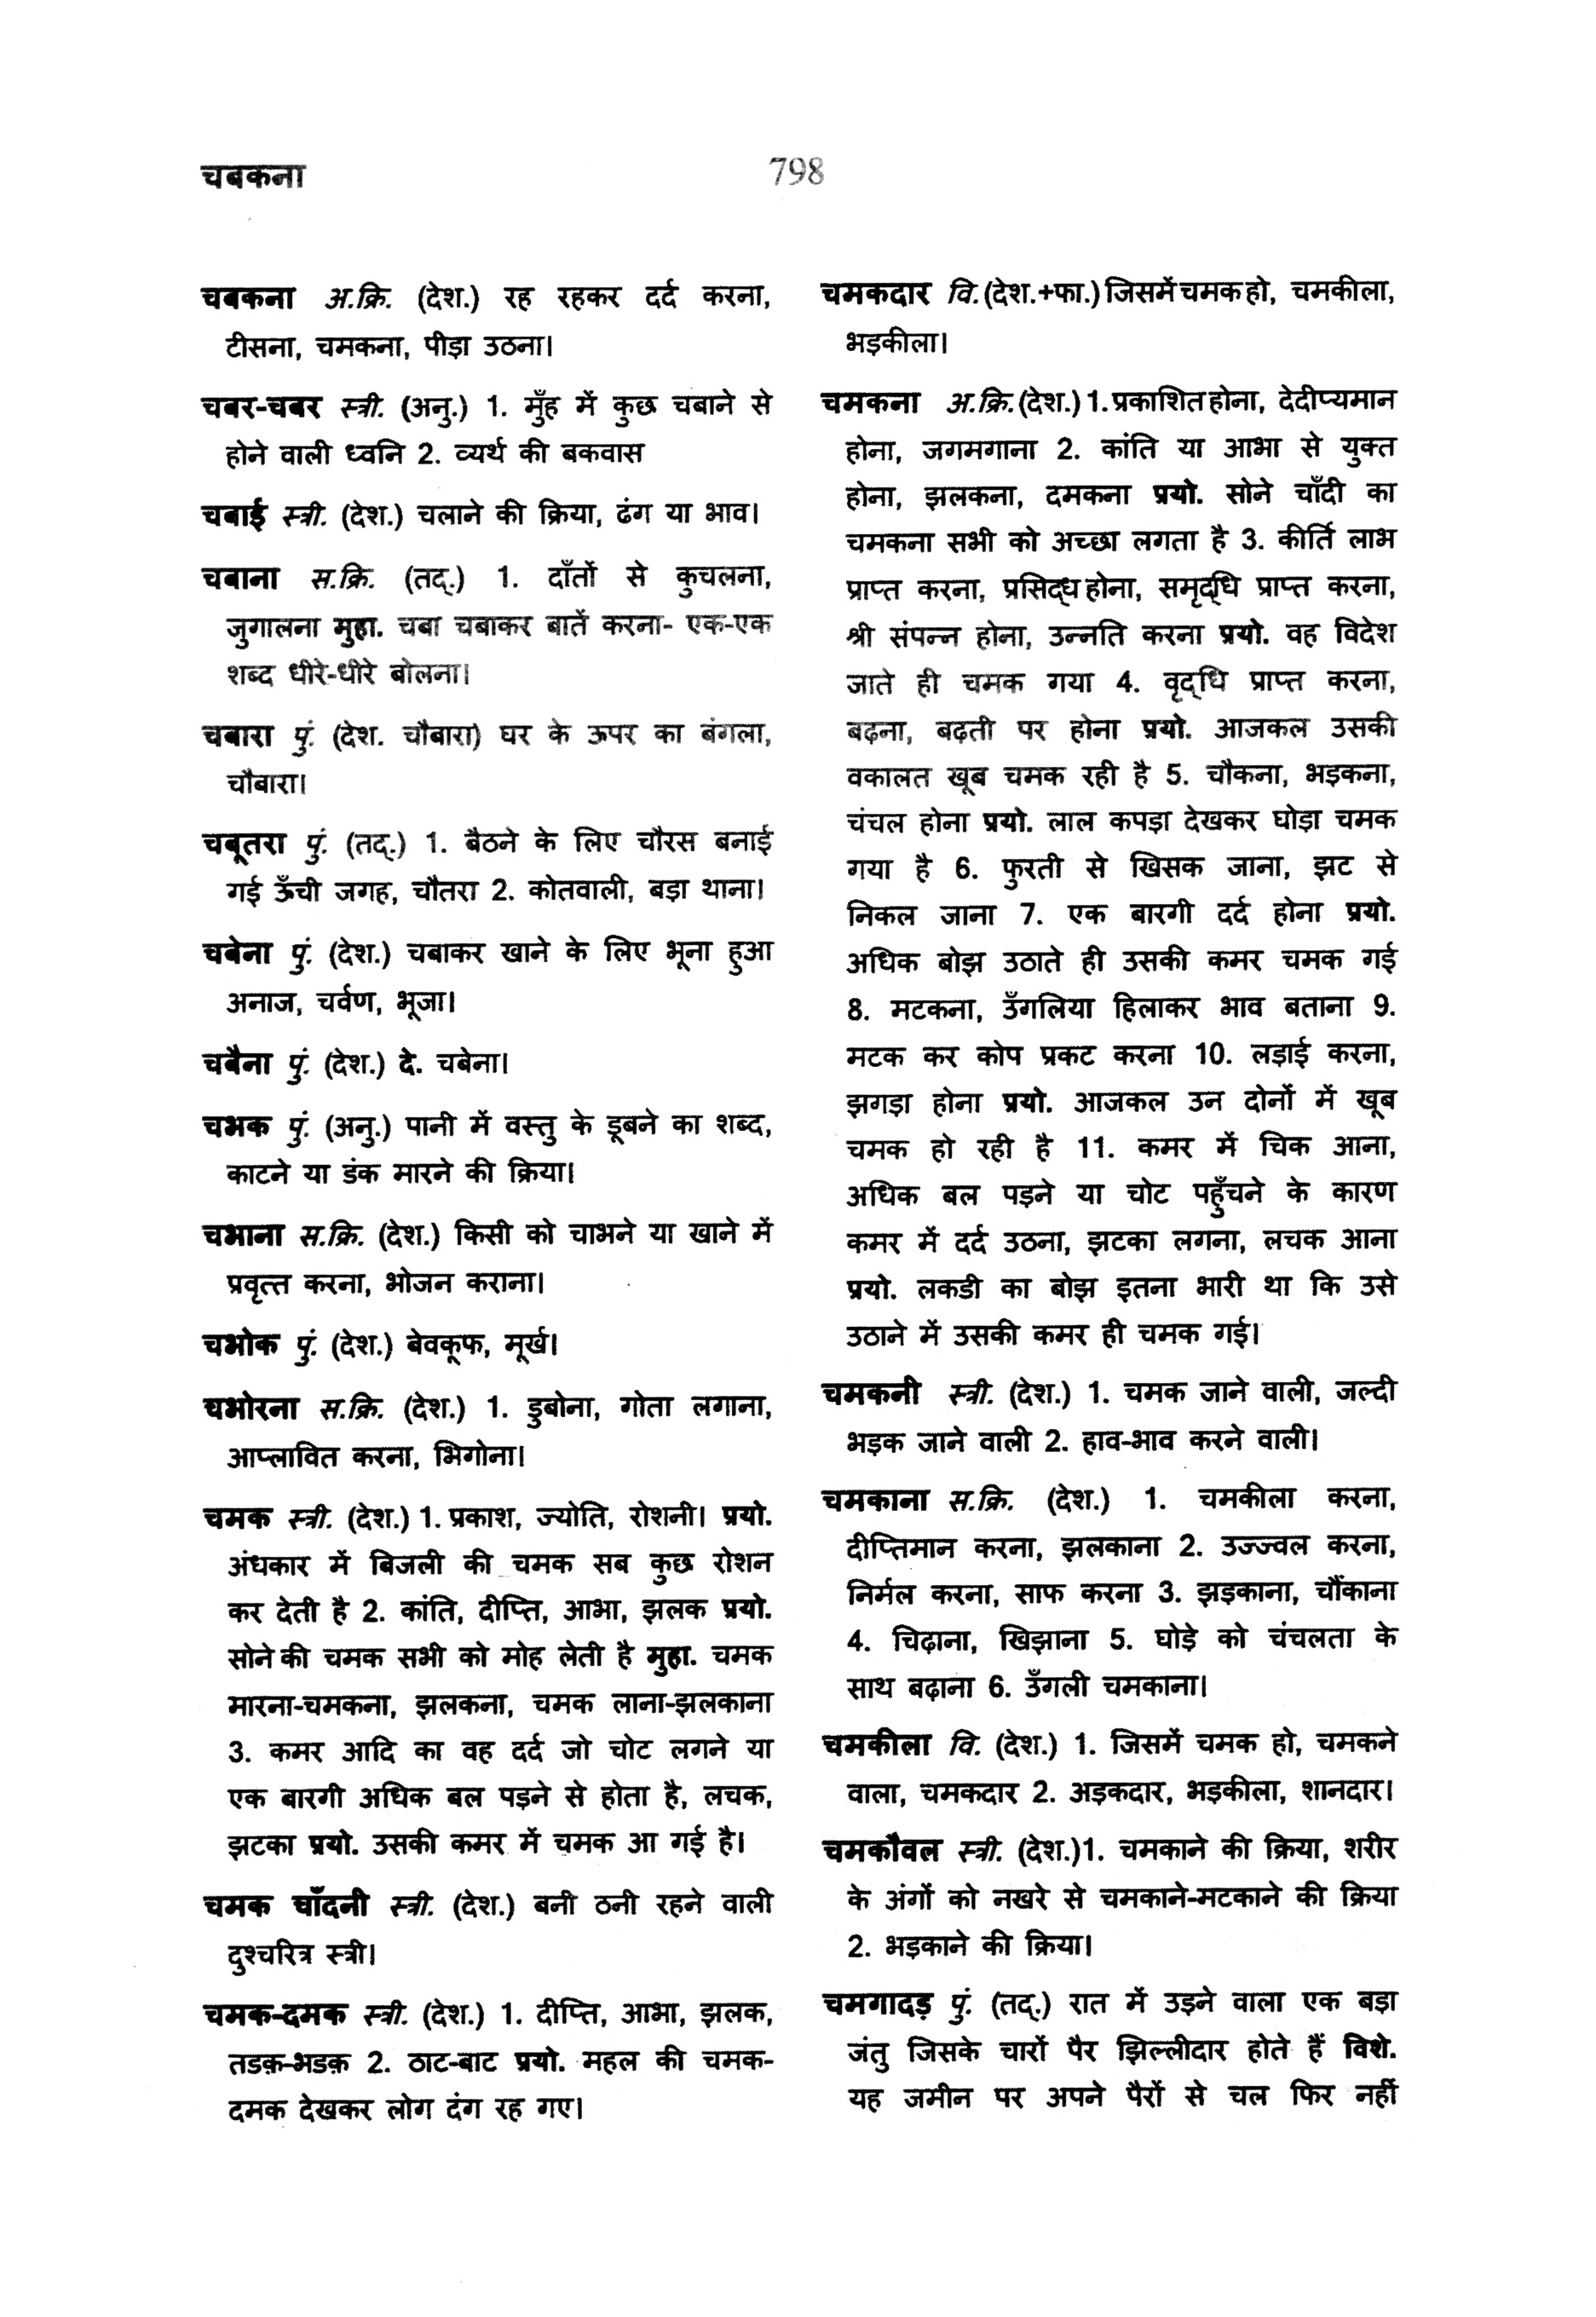 चबकना
798
चबकना अ.क्रि. (देश.) रह रहकर दर्द करना,
टीसना, चमकना, पीड़ा उठना।
चबर-चबर स्त्री. (अनु.) 1. मुँह में कुछ चबाने से
होने वाली ध्वनि 2. व्यर्थ की बकवास
चबाई स्त्री. (देश.) चलाने की क्रिया, ढंग या भाव।
चबाना स.क्रि. (तद्.) 1. दाँतों से कुचलना,
जुगालना मुहा. चबा चबाकर बातें करना- एक-एक
शब्द धीरे-धीरे बोलना।
चबारा पुं. (देश. चौबारा) घर के ऊपर का बंगला,
चौबारा।
चबूतरा पुं. (तद्.) 1. बैठने के लिए चौरस बनाई
गई ऊँची जगह, चौतरा 2. कोतवाली, बड़ा थाना।
चबेना पुं. (देश.) चबाकर खाने के लिए भूना हुआ
अनाज, चर्वण, भूजा।
चबैना पुं. (देश.) दे. चबेना।
चभक पुं. (अनु.) पानी में वस्तु के डूबने का शब्द,
काटने या डंक मारने की क्रिया।
चभाना स.क्रि. (देश.) किसी को चाभने या खाने में
प्रवृत्त करना, भोजन कराना।
चभोक पुं. (देश.) बेवकूफ, मूर्ख।
चभोरना स.क्रि. (देश.) 1. डुबोना, गोता लगाना,
आप्लावित करना, भिगोना।
चमक स्त्री. (देश.) 1. प्रकाश, ज्योति, रोशनी। प्रयो.
अंधकार में बिजली की चमक सब कुछ रोशन
कर देती है 2. कांति, दीप्ति, आभा, झलक प्रयो.
सोने की चमक सभी को मोह लेती है मुहा. चमक
मारना-चमकना, झलकना, चमक लाना-झलकाना
3. कमर आदि का वह दर्द जो चोट लगने या
एक बारगी अधिक बल पड़ने से होता है, लचक,
झटका प्रयो. उसकी कमर में चमक आ गई है।
चमक चाँदनी स्त्री. (देश.) बनी ठनी रहने वाली
दुश्चरित्र स्त्री।
चमक-दमक स्त्री. (देश.) 1. दीप्ति, आभा, झलक,
तडक़-भडक़ 2. ठाट-बाट प्रयो. महल की चमक-
दमक देखकर लोग दंग रह गए।
चमकदार वि. (देश.+फा.) जिसमें चमक हो, चमकीला,
भड़कीला।
चमकना अ.क्रि. (देश.) 1. प्रकाशित होना, देदीप्यमान
होना, जगमगाना 2. कांति या आभा से युक्त
होना, झलकना, दमकना प्रयो. सोने चाँदी का
चमकना सभी को अच्छा लगता है 3. कीर्ति लाभ
प्राप्त करना, प्रसिद्ध होना, समृद्धि प्राप्त करना,
श्री संपन्न होना, उन्नति करना प्रयो. वह विदेश
जाते ही चमक गया 4. वृद्धि प्राप्त करना,
बढ़ना, बढ़ती पर होना प्रयो. आजकल उसकी
वकालत खूब चमक रही है 5. चौकना, भड़कना,
चंचल होना प्रयो. लाल कपड़ा देखकर घोड़ा चमक
गया है 6. फुरती से खिसक जाना, झट से
निकल जाना 7. एक बारगी दर्द होना प्रयो.
अधिक बोझ उठाते ही उसकी कमर चमक गई
8. मटकना, उँगलिया हिलाकर भाव बताना 9.
मटक कर कोप प्रकट करना 10. लड़ाई करना,
झगड़ा होना प्रयो. आजकल उन दोनों में खूब
चमक हो रही है 11. कमर में चिक आना,
अधिक बल पड़ने या चोट पहुँचने के कारण
कमर में दर्द उठना, झटका लगना, लचक आना
प्रयो. लकडी का बोझ इतना भारी था कि उसे
उठाने में उसकी कमर ही चमक गई।
चमकनी स्त्री. (देश.) 1. चमक जाने वाली, जल्दी
भड़क जाने वाली 2. हाव-भाव करने वाली।
चमकाना स.क्रि. (देश.) 1. चमकीला करना,
दीप्तिमान करना, झलकाना 2. उज्ज्वल करना,
निर्मल करना, साफ करना 3. झड़काना, चौंकाना
4. चिढ़ाना, खिझाना 5. घोड़े को चंचलता के
साथ बढ़ाना 6. उँगली चमकाना।
चमकीला वि. (देश.) 1. जिसमें चमक हो, चमकने
वाला, चमकदार 2. अड़कदार, भड़कीला, शानदार।
चमकौवल स्त्री. (देश.)1. चमकाने की क्रिया, शरीर
के अंगों को नखरे से चमकाने-मटकाने की क्रिया
2. भड़काने की क्रिया।
चमगादड़ पुं. (तद्.) रात में उड़ने वाला एक बड़ा
जंतु जिसके चारों पैर झिल्लीदार होते हैं विशे.
यह जमीन पर अपने पैरों से चल फिर नहीं